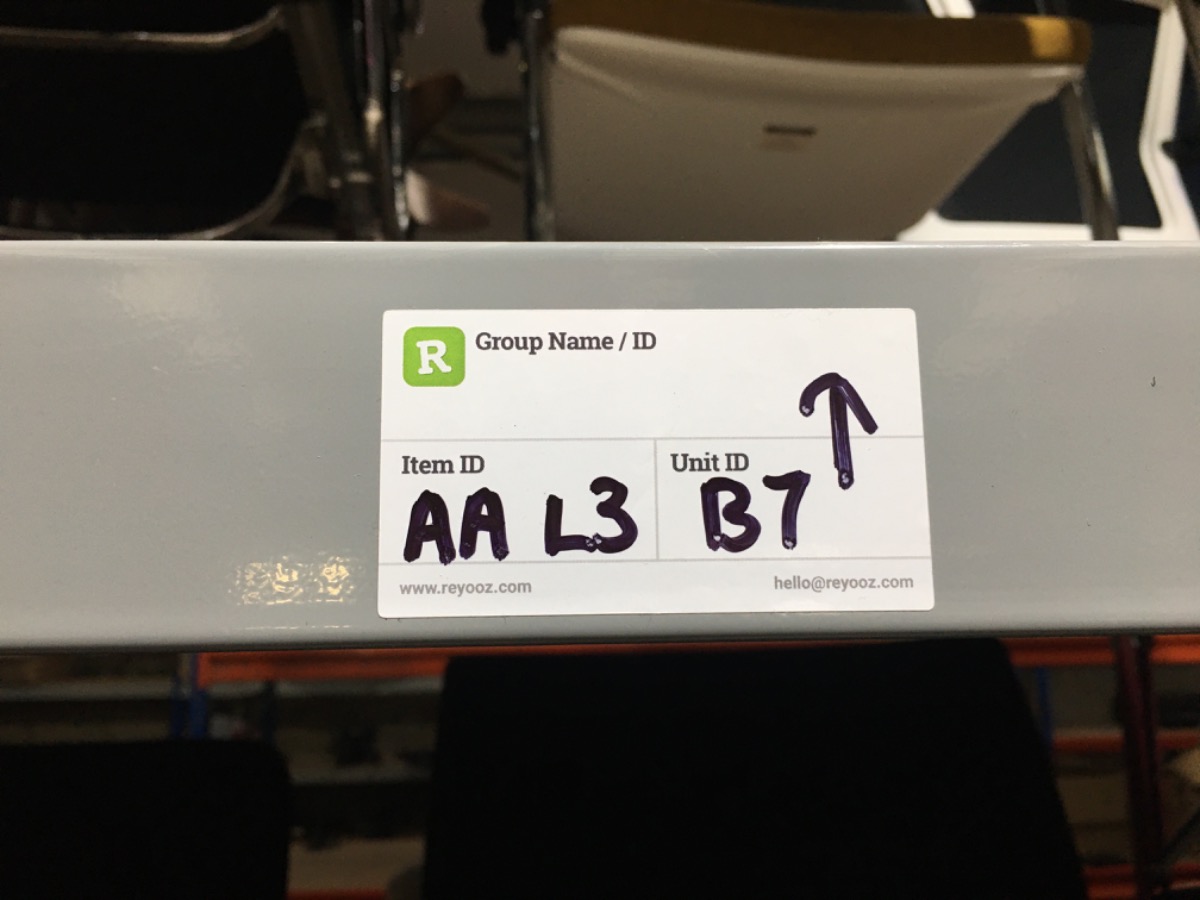 R Group Name / ID
Item ID Unit ID
AA L3 B7 ↑
www.reyooz.com hello@reyooz.com